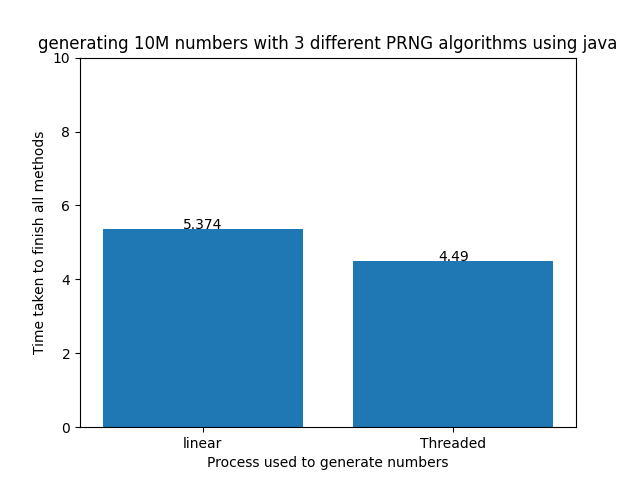 generating 10M numbers with 3 different PRNG algorithms using java
10
8
6
4
2
0
Time taken to finish all methods
5.374
4.49
linear
Threaded
Process used to generate numbers